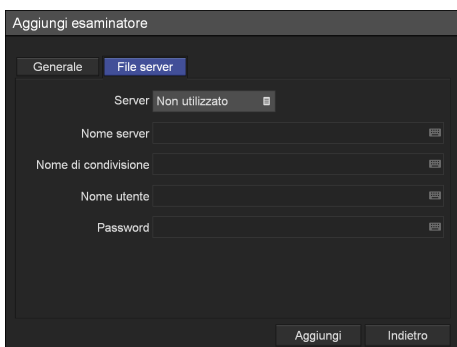 Aggiungi esaminatore
Generale File server
Server Non utilizzato
Nome server
Nome di condivisione
Nome utente
Password
Aggiungi Indietro